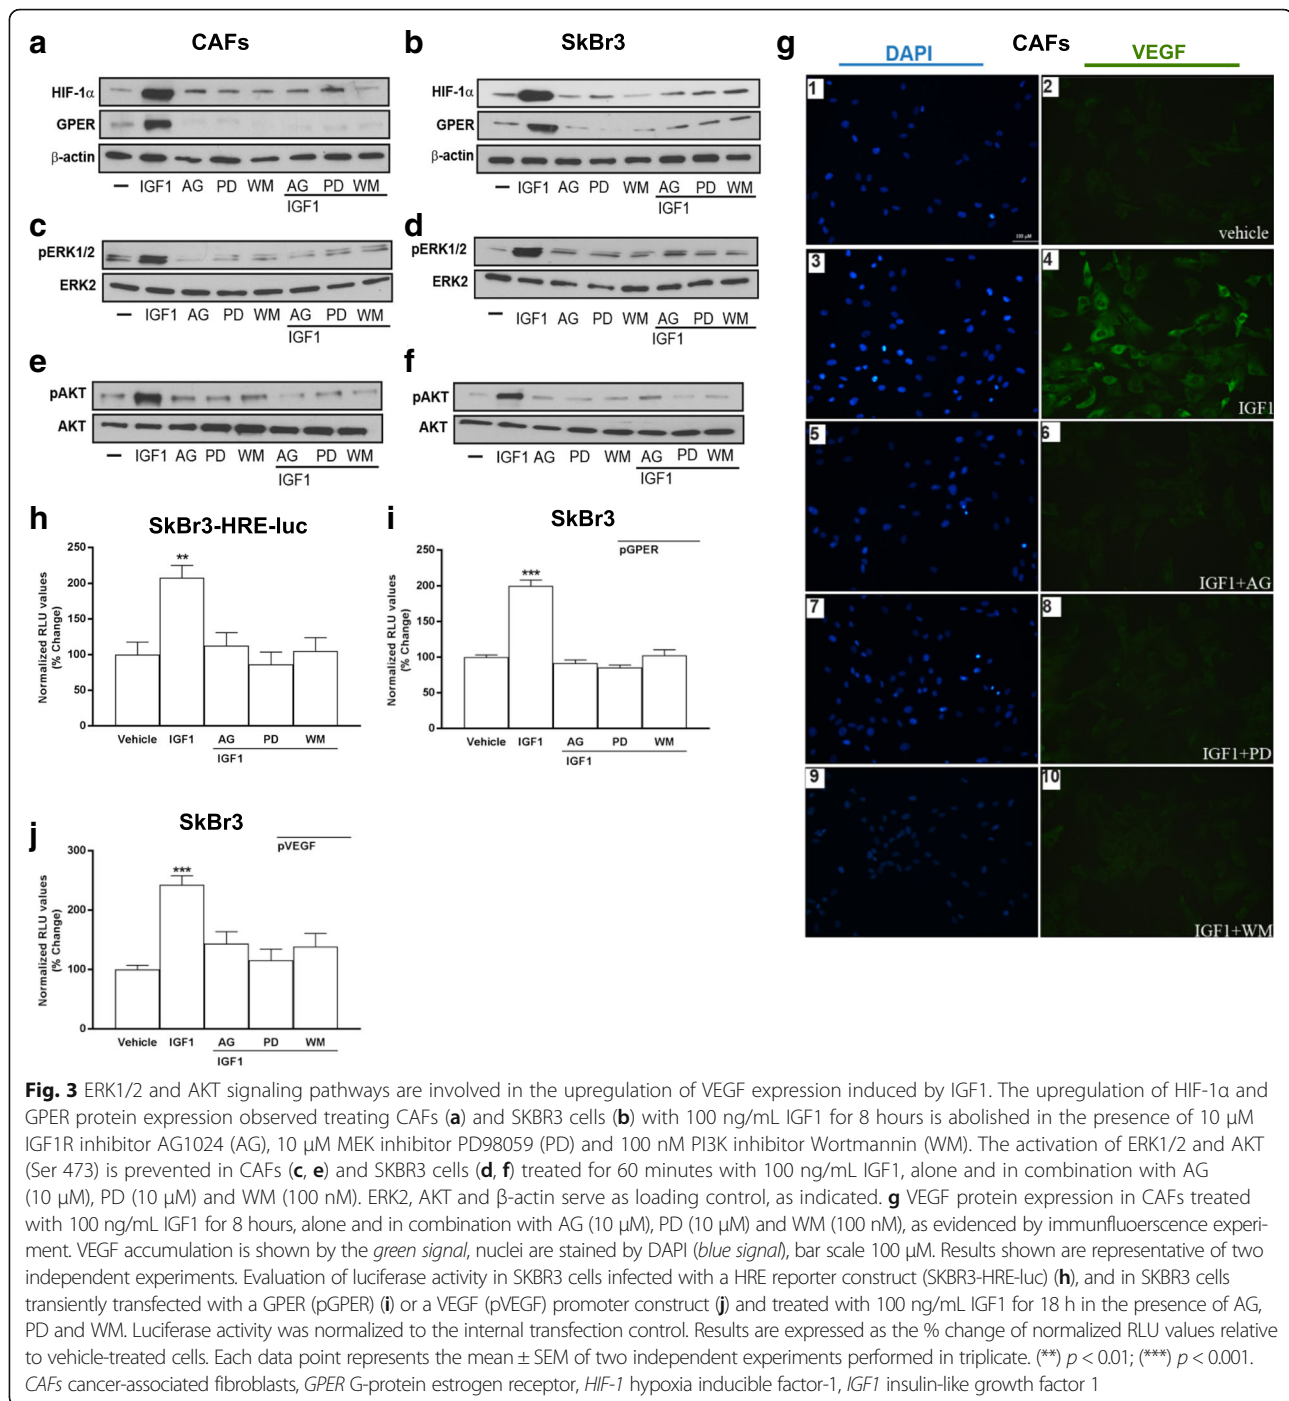 a
CAFs
HIF-1α
GPER
β-actin
— IGF1 AG PD WM AG PD WM
IGF1
b
SkBr3
HIF-1α
GPER
β-actin
— IGF1 AG PD WM AG PD WM
IGF1
c
pERK1/2
ERK2
— IGF1 AG PD WM AG PD WM
IGF1
d
pERK1/2
ERK2
— IGF1 AG PD WM AG PD WM
IGF1
e
pAKT
AKT
— IGF1 AG PD WM AG PD WM
IGF1
f
pAKT
AKT
— IGF1 AG PD WM AG PD WM
IGF1
g
CAFs
DAPI VEGF
1 2
vehicle
100 µM
3 4
IGF1
5 6
IGF1+AG
7 8
IGF1+PD
9 10
IGF1+WM
h
SkBr3-HRE-luc
Normalized RLU values
(% Change)
250
200
150
100
50
0
**
Vehicle IGF1 AG PD WM
IGF1
i
SkBr3
pGPER
Normalized RLU values
(% Change)
250
200
150
100
50
0
***
Vehicle IGF1 AG PD WM
IGF1
j
SkBr3
pVEGF
Normalized RLU values
(% Change)
300
200
100
0
***
Vehicle IGF1 AG PD WM
IGF1
Fig. 3 ERK1/2 and AKT signaling pathways are involved in the upregulation of VEGF expression induced by IGF1. The upregulation of HIF-1α and
GPER protein expression observed treating CAFs (a) and SKBR3 cells (b) with 100 ng/mL IGF1 for 8 hours is abolished in the presence of 10 μM
IGF1R inhibitor AG1024 (AG), 10 μM MEK inhibitor PD98059 (PD) and 100 nM PI3K inhibitor Wortmannin (WM). The activation of ERK1/2 and AKT
(Ser 473) is prevented in CAFs (c, e) and SKBR3 cells (d, f) treated for 60 minutes with 100 ng/mL IGF1, alone and in combination with AG
(10 μM), PD (10 μM) and WM (100 nM). ERK2, AKT and β-actin serve as loading control, as indicated. g VEGF protein expression in CAFs treated
with 100 ng/mL IGF1 for 8 hours, alone and in combination with AG (10 μM), PD (10 μM) and WM (100 nM), as evidenced by immunfluoerscence experi-
ment. VEGF accumulation is shown by the green signal, nuclei are stained by DAPI (blue signal), bar scale 100 μM. Results shown are representative of two
independent experiments. Evaluation of luciferase activity in SKBR3 cells infected with a HRE reporter construct (SKBR3-HRE-luc) (h), and in SKBR3 cells
transiently transfected with a GPER (pGPER) (i) or a VEGF (pVEGF) promoter construct (j) and treated with 100 ng/mL IGF1 for 18 h in the presence of AG,
PD and WM. Luciferase activity was normalized to the internal transfection control. Results are expressed as the % change of normalized RLU values relative
to vehicle-treated cells. Each data point represents the mean ± SEM of two independent experiments performed in triplicate. (**) p < 0.01; (***) p < 0.001.
CAFs cancer-associated fibroblasts, GPER G-protein estrogen receptor, HIF-1 hypoxia inducible factor-1, IGF1 insulin-like growth factor 1